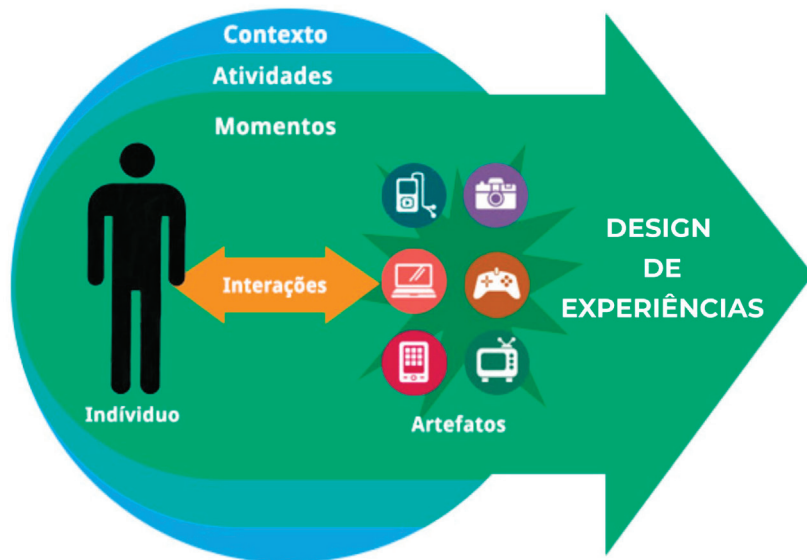 Contexto
Atividades
Momentos
Interações
Indíviduo
Artefatos
DESIGN
DE
EXPERIÊNCIAS